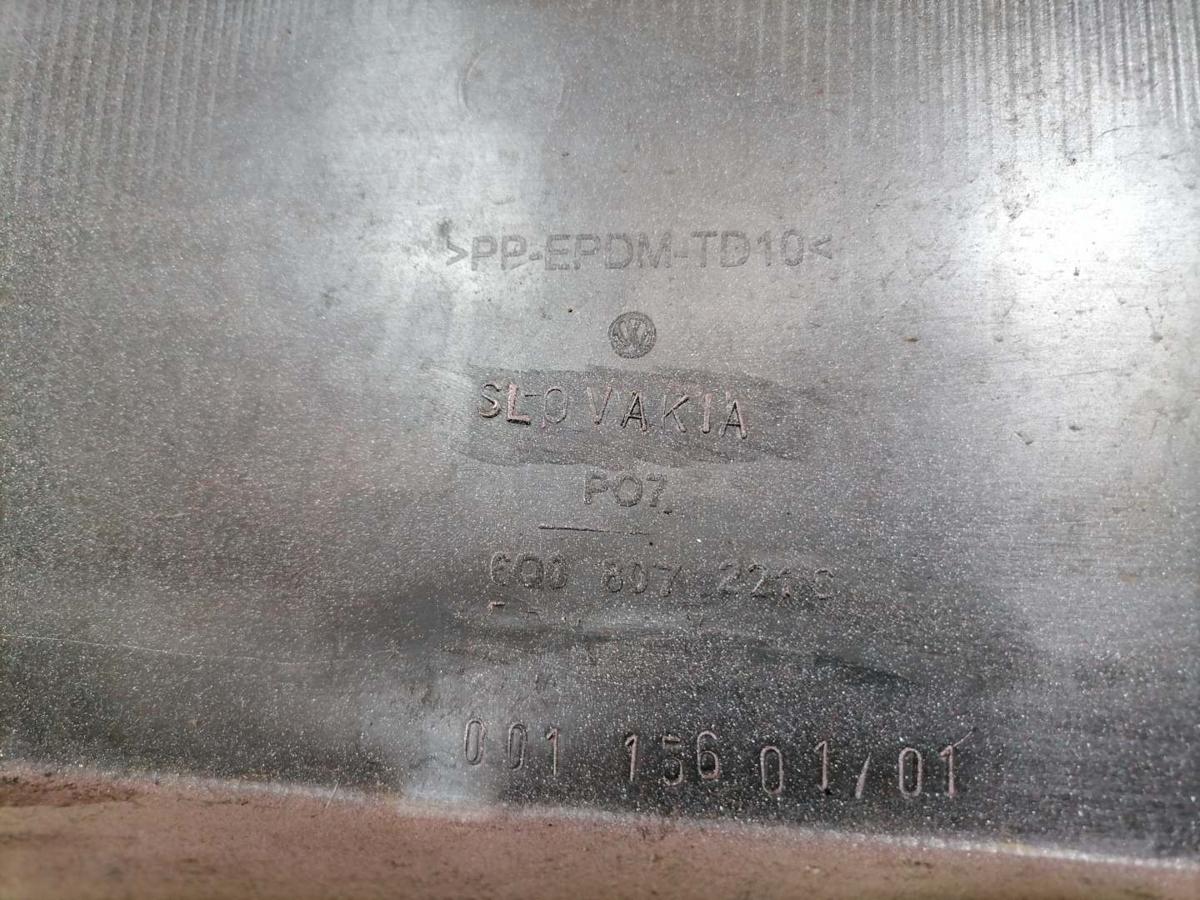 >PP-EPDM-TD10<
SLOVAKIA
PO7
6Q0 807 221 C
001 156 01/01